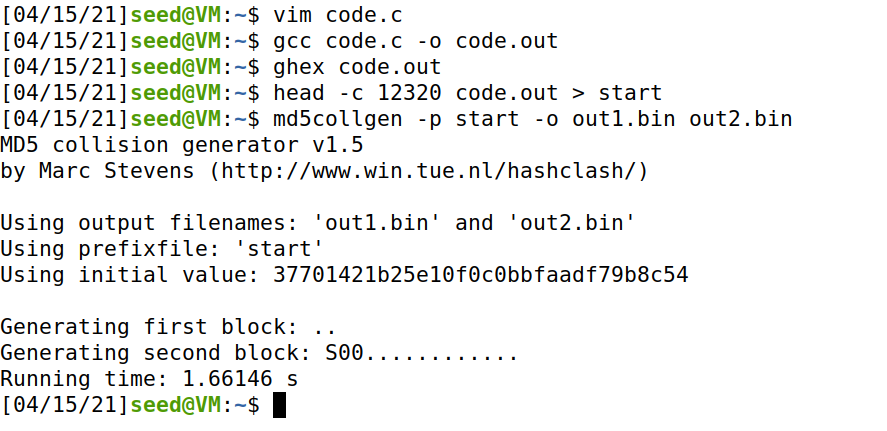 [04/15/21]seed@VM:~$ vim code.c
[04/15/21]seed@VM:~$ gcc code.c -o code.out
[04/15/21]seed@VM:~$ ghex code.out
[04/15/21]seed@VM:~$ head -c 12320 code.out > start
[04/15/21]seed@VM:~$ md5collgen -p start -o out1.bin out2.bin
MD5 collision generator v1.5
by Marc Stevens (http://www.win.tue.nl/hashclash/)
Using output filenames: 'out1.bin' and 'out2.bin'
Using prefixfile: 'start'
Using initial value: 37701421b25e10f0c0bbfaadf79b8c54
Generating first block: ..
Generating second block: S00............
Running time: 1.66146 s
[04/15/21]seed@VM:~$